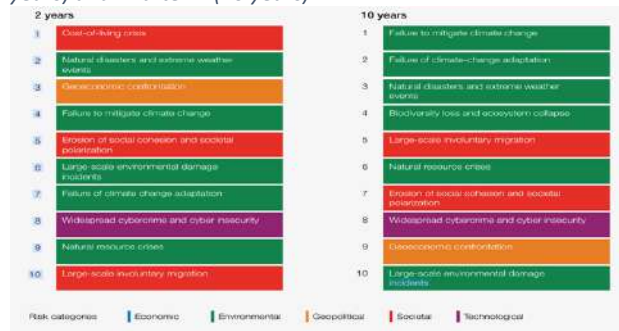 2 years
1 Cost-of-living crisis
2 Natural disasters and extreme weather
events
3 Geoeconomic confrontation
4 Failure to mitigate climate change
5 Erosion of social cohesion and societal
polarization
6 Large-scale environmental damage
incidents
7 Failure of climate change adaptation
8 Widespread cybercrime and cyber insecurity
9 Natural resource crises
10 Large-scale involuntary migration
10 years
1 Failure to mitigate climate change
2 Failure of climate-change adaptation
3 Natural disasters and extreme weather
events
4 Biodiversity loss and ecosystem collapse
5 Large-scale involuntary migration
6 Natural resource crises
7 Erosion of social cohesion and societal
polarization
8 Widespread cybercrime and cyber insecurity
9 Geoeconomic confrontation
10 Large-scale environmental damage
incidents
Risk categories Economic Environmental Geopolitical Societal Technological